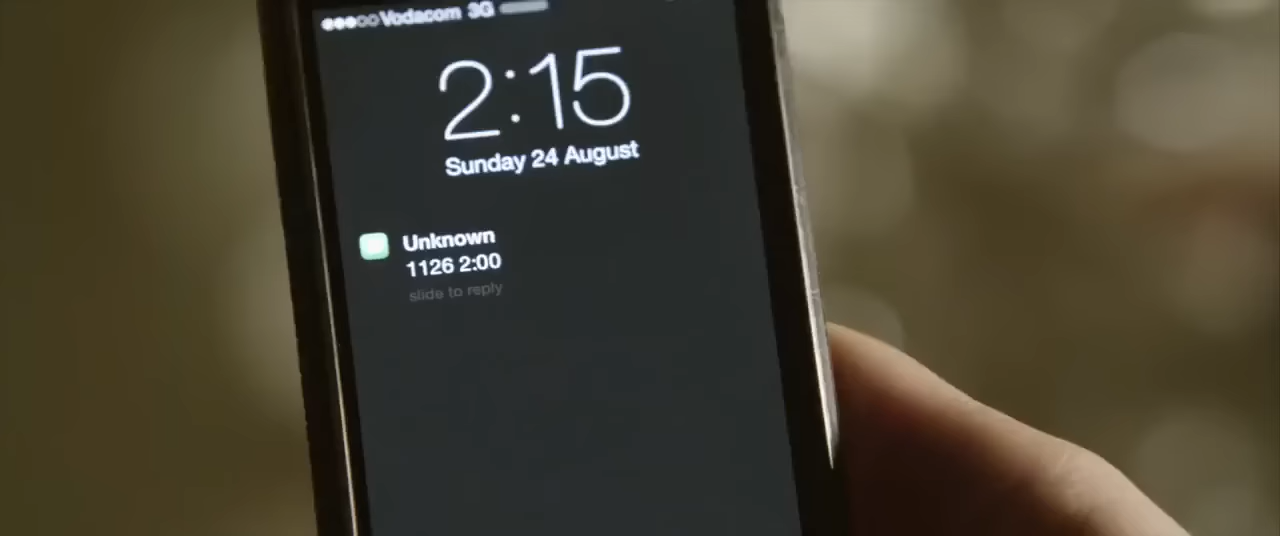 Vodacom 3G
2:15
Sunday 24 August
Unknown
1126 2:00
slide to reply